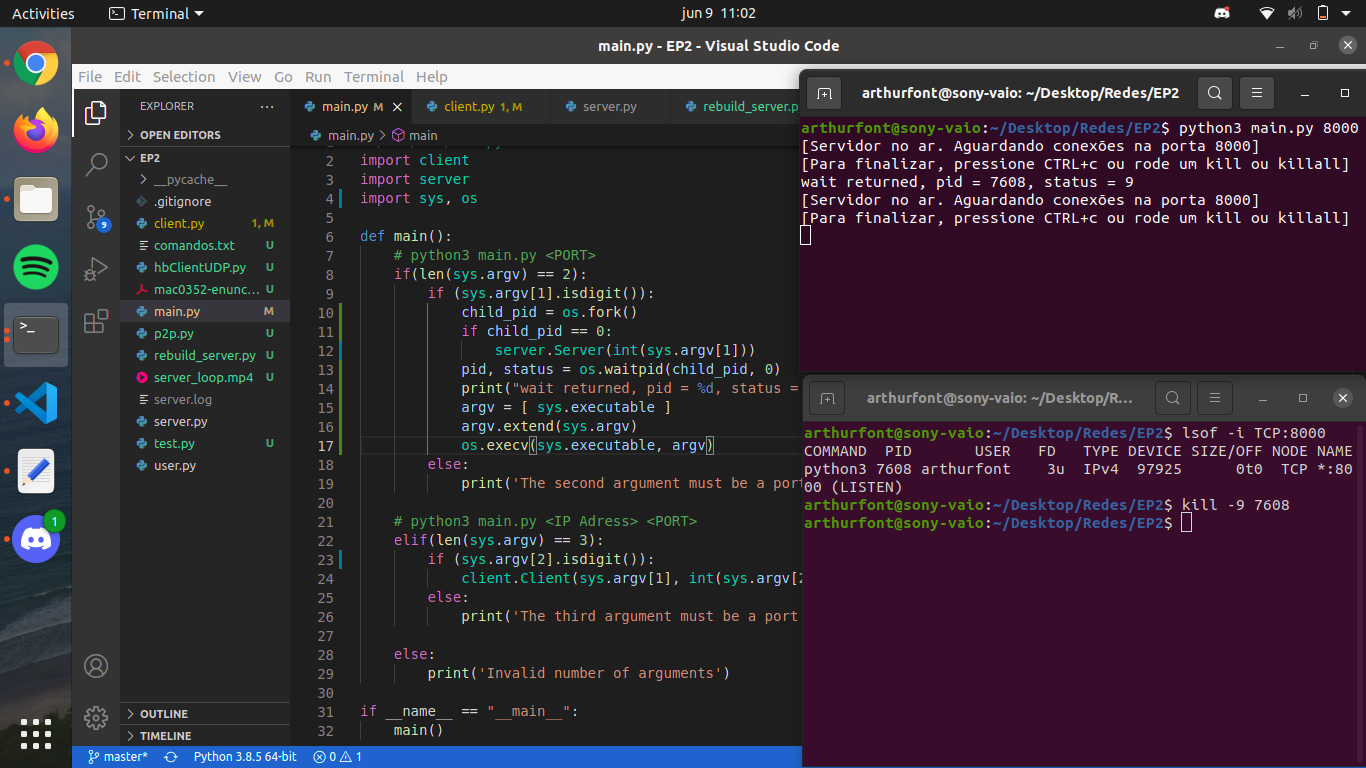 Activities
Terminal
jun 9 11:02
main.py - EP2 - Visual Studio Code
File Edit Selection View Go Run Terminal Help
EXPLORER
OPEN EDITORS
EP2
__pycache__
.gitignore
client.py 1, M
comandos.txt U
hbClientUDP.py U
mac0352-enunc... U
main.py M
p2p.py U
rebuild_server.py U
server_loop.mp4 U
server.log
server.py
test.py U
user.py
OUTLINE
TIMELINE
9
1
main.py M
client.py 1, M
server.py
rebuild_server.p
main.py > main
2 import client
3 import server
4 import sys, os
5
6 def main():
7 # python3 main.py <PORT>
8 if(len(sys.argv) == 2):
9 if (sys.argv[1].isdigit()):
10 child_pid = os.fork()
11 if child_pid == 0:
12 server.Server(int(sys.argv[1]))
13 pid, status = os.waitpid(child_pid, 0)
14 print("wait returned, pid = %d, status =
15 argv = [ sys.executable ]
16 argv.extend(sys.argv)
17 os.execv(sys.executable, argv)
18 else:
19 print('The second argument must be a port
20
21 # python3 main.py <IP Adress> <PORT>
22 elif(len(sys.argv) == 3):
23 if (sys.argv[2].isdigit()):
24 client.Client(sys.argv[1], int(sys.argv[2
25 else:
26 print('The third argument must be a port
27
28 else:
29 print('Invalid number of arguments')
30
31 if __name__ == "__main__":
32 main()
master* Python 3.8.5 64-bit 0 1
arthurfont@sony-vaio: ~/Desktop/Redes/EP2
arthurfont@sony-vaio:~/Desktop/Redes/EP2$ python3 main.py 8000
[Servidor no ar. Aguardando conexões na porta 8000]
[Para finalizar, pressione CTRL+c ou rode um kill ou killall]
wait returned, pid = 7608, status = 9
[Servidor no ar. Aguardando conexões na porta 8000]
[Para finalizar, pressione CTRL+c ou rode um kill ou killall]
arthurfont@sony-vaio: ~/Desktop/R...
arthurfont@sony-vaio:~/Desktop/Redes/EP2$ lsof -i TCP:8000
COMMAND PID USER FD TYPE DEVICE SIZE/OFF NODE NAME
python3 7608 arthurfont 3u IPv4 97925 0t0 TCP *:80
00 (LISTEN)
arthurfont@sony-vaio:~/Desktop/Redes/EP2$ kill -9 7608
arthurfont@sony-vaio:~/Desktop/Redes/EP2$